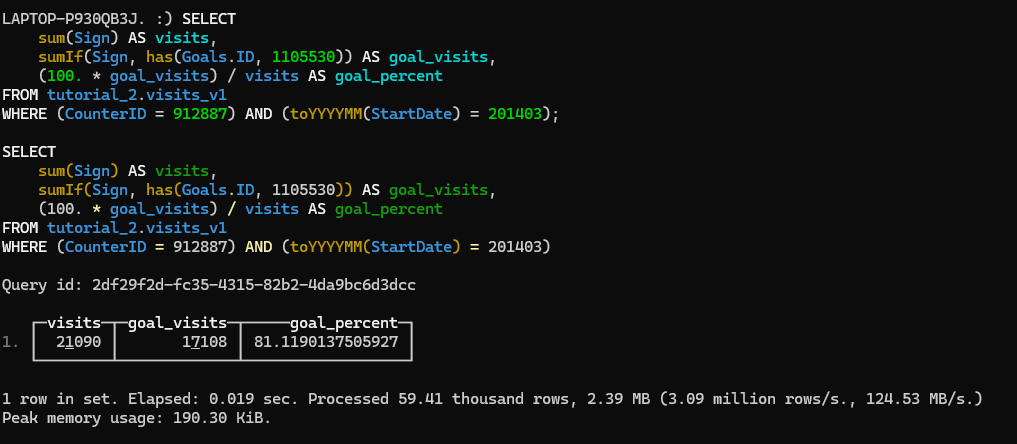 LAPTOP-P930QB3J. :) SELECT
sum(Sign) AS visits,
sumIf(Sign, has(Goals.ID, 1105530)) AS goal_visits,
(100. * goal_visits) / visits AS goal_percent
FROM tutorial_2.visits_v1
WHERE (CounterID = 912887) AND (toYYYYMM(StartDate) = 201403);
SELECT
sum(Sign) AS visits,
sumIf(Sign, has(Goals.ID, 1105530)) AS goal_visits,
(100. * goal_visits) / visits AS goal_percent
FROM tutorial_2.visits_v1
WHERE (CounterID = 912887) AND (toYYYYMM(StartDate) = 201403)
Query id: 2df29f2d-fc35-4315-82b2-4da9bc6d3dcc
visits goal_visits goal_percent
1. 21090 17108 81.1190137505927
1 row in set. Elapsed: 0.019 sec. Processed 59.41 thousand rows, 2.39 MB (3.09 million rows/s., 124.53 MB/s.)
Peak memory usage: 190.30 KiB.